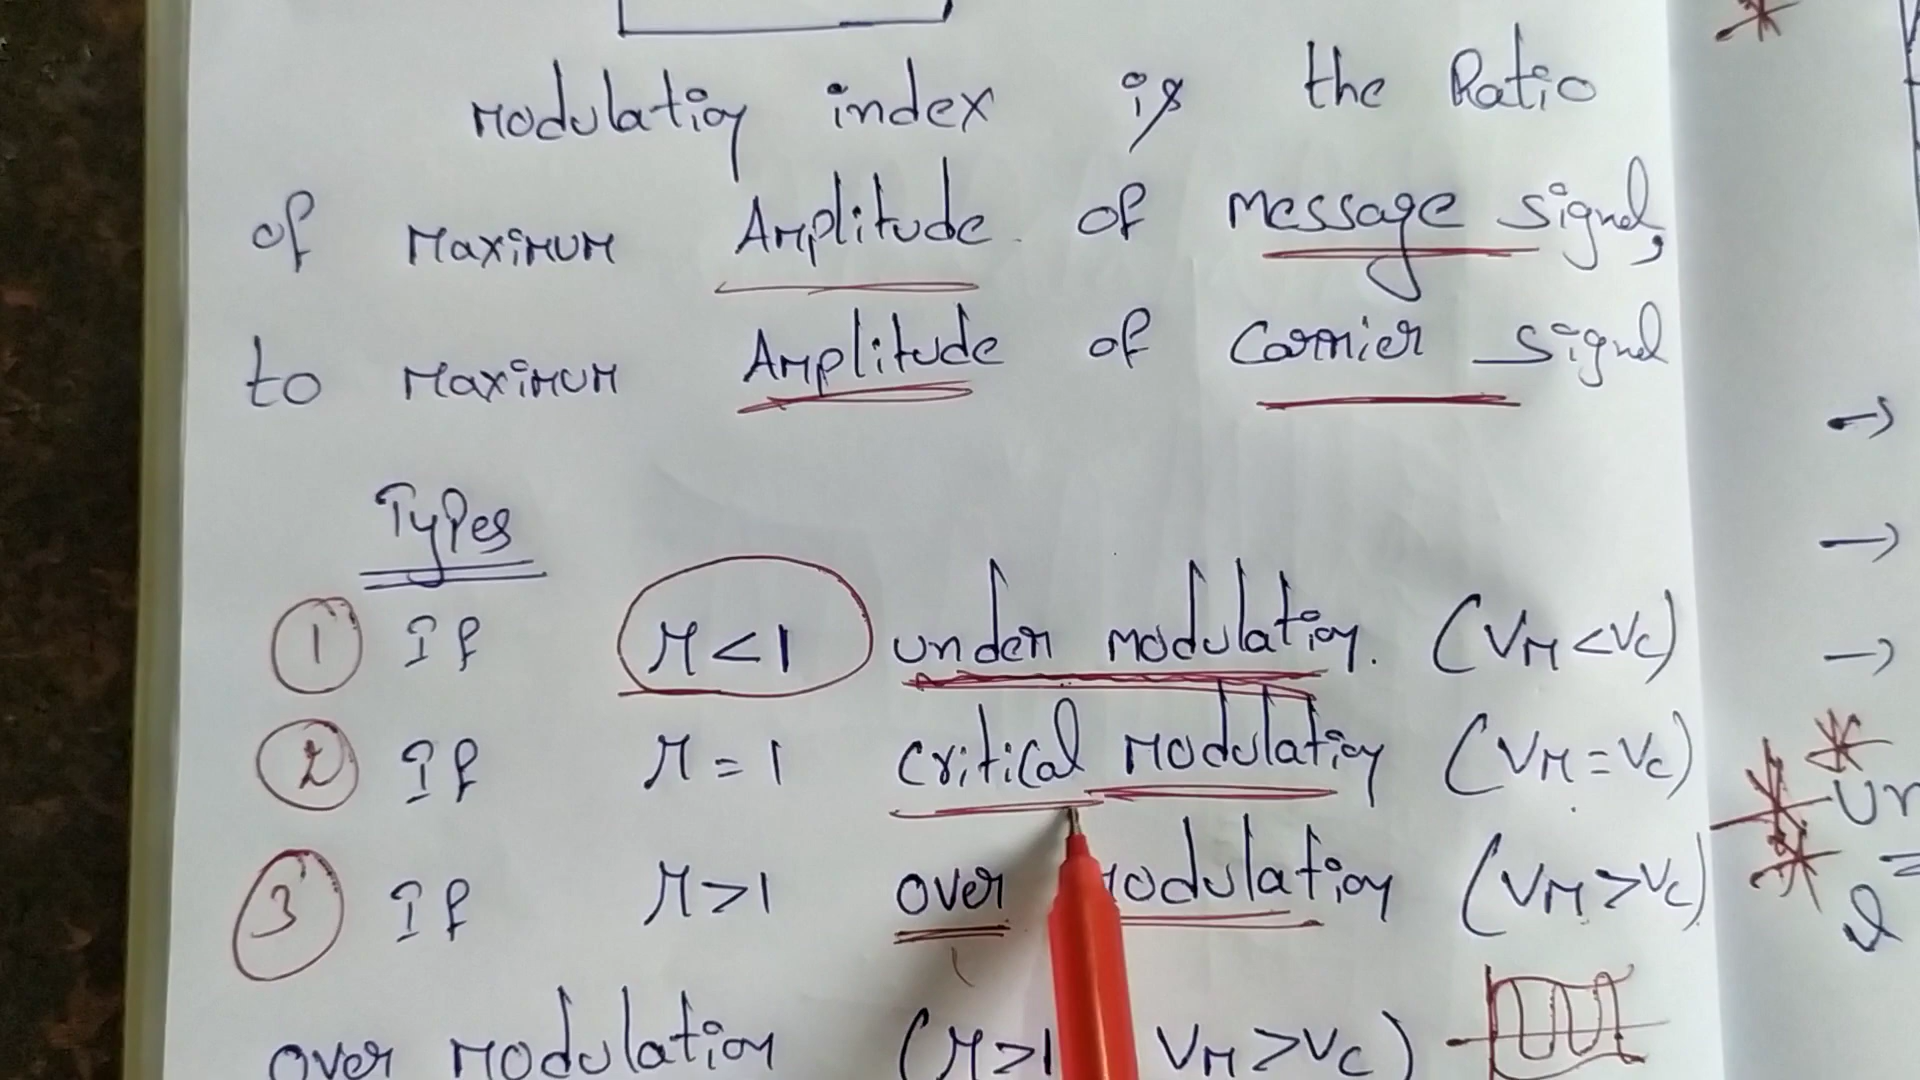 Modulation index is the Ratio
of Maximum Amplitude of message signal,
to Maximum Amplitude of Carrier signal
Types
1 If M < 1 under modulation. (VM < VC)
2 If M = 1 critical modulation (VM = VC)
3 If M > 1 over modulation (VM > VC)
over modulation (M > 1 VM > VC)